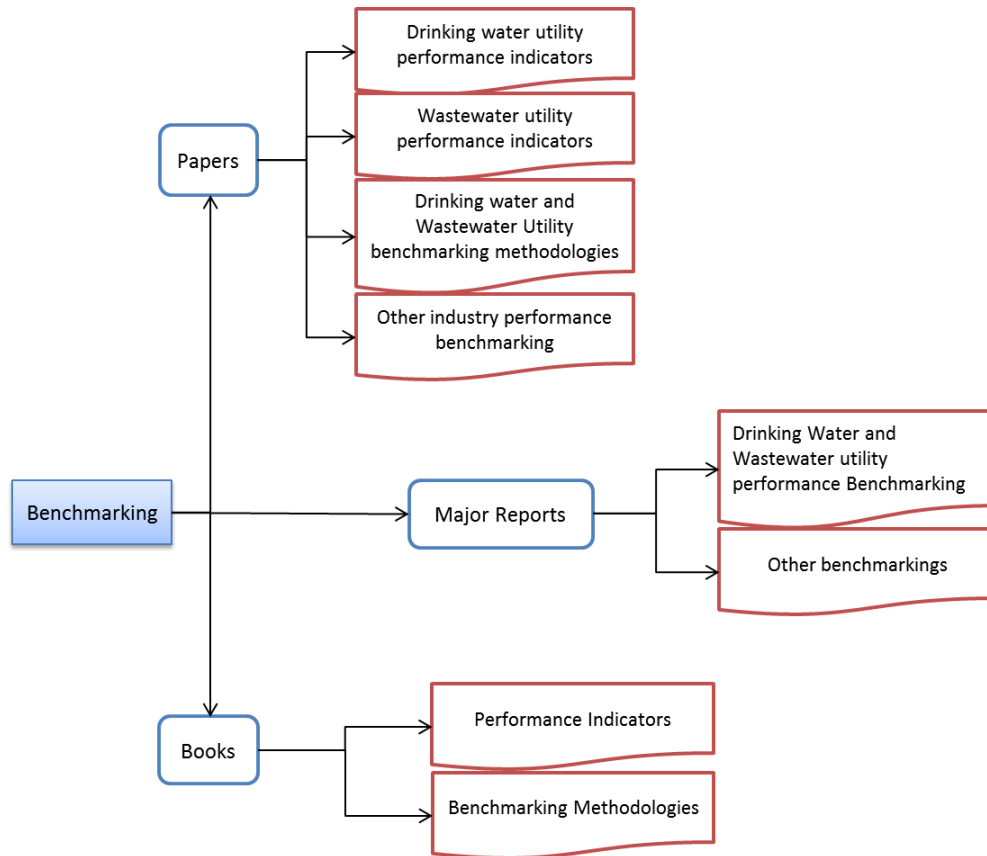 Drinking water utility
performance indicators
Wastewater utility
performance indicators
Papers
Drinking water and
Wastewater Utility
benchmarking methodologies
Other industry performance
benchmarking
Drinking Water and
Wastewater utility
performance Benchmarking
Benchmarking
Major Reports
Other benchmarkings
Performance Indicators
Books
Benchmarking Methodologies